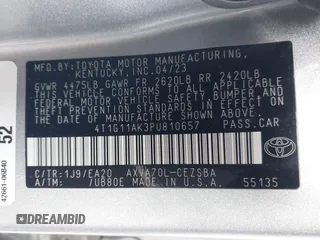 MFD. BY:TOYOTA MOTOR MANUFACTURING,
KENTUCKY, INC.04/23
GVWR 4475LB GAWR FR 2620LB RR 2420LB
THIS VEHICLE CONFORMS TO ALL APPLICABLE
FEDERAL MOTOR VEHICLE SAFETY, BUMPER, AND
THEFT PREVENTION STANDARDS IN EFFECT ON
THE DATE OF MANUFACTURE SHOWN ABOVE.
4T1G11AK3PU810657 PASS.CAR
C/TR:1J9/EA20 AXVA70L-CEZSBA
A/TM: /UB80E MADE IN U.S.A. 55135
TOYOTA
52
42661-06B40